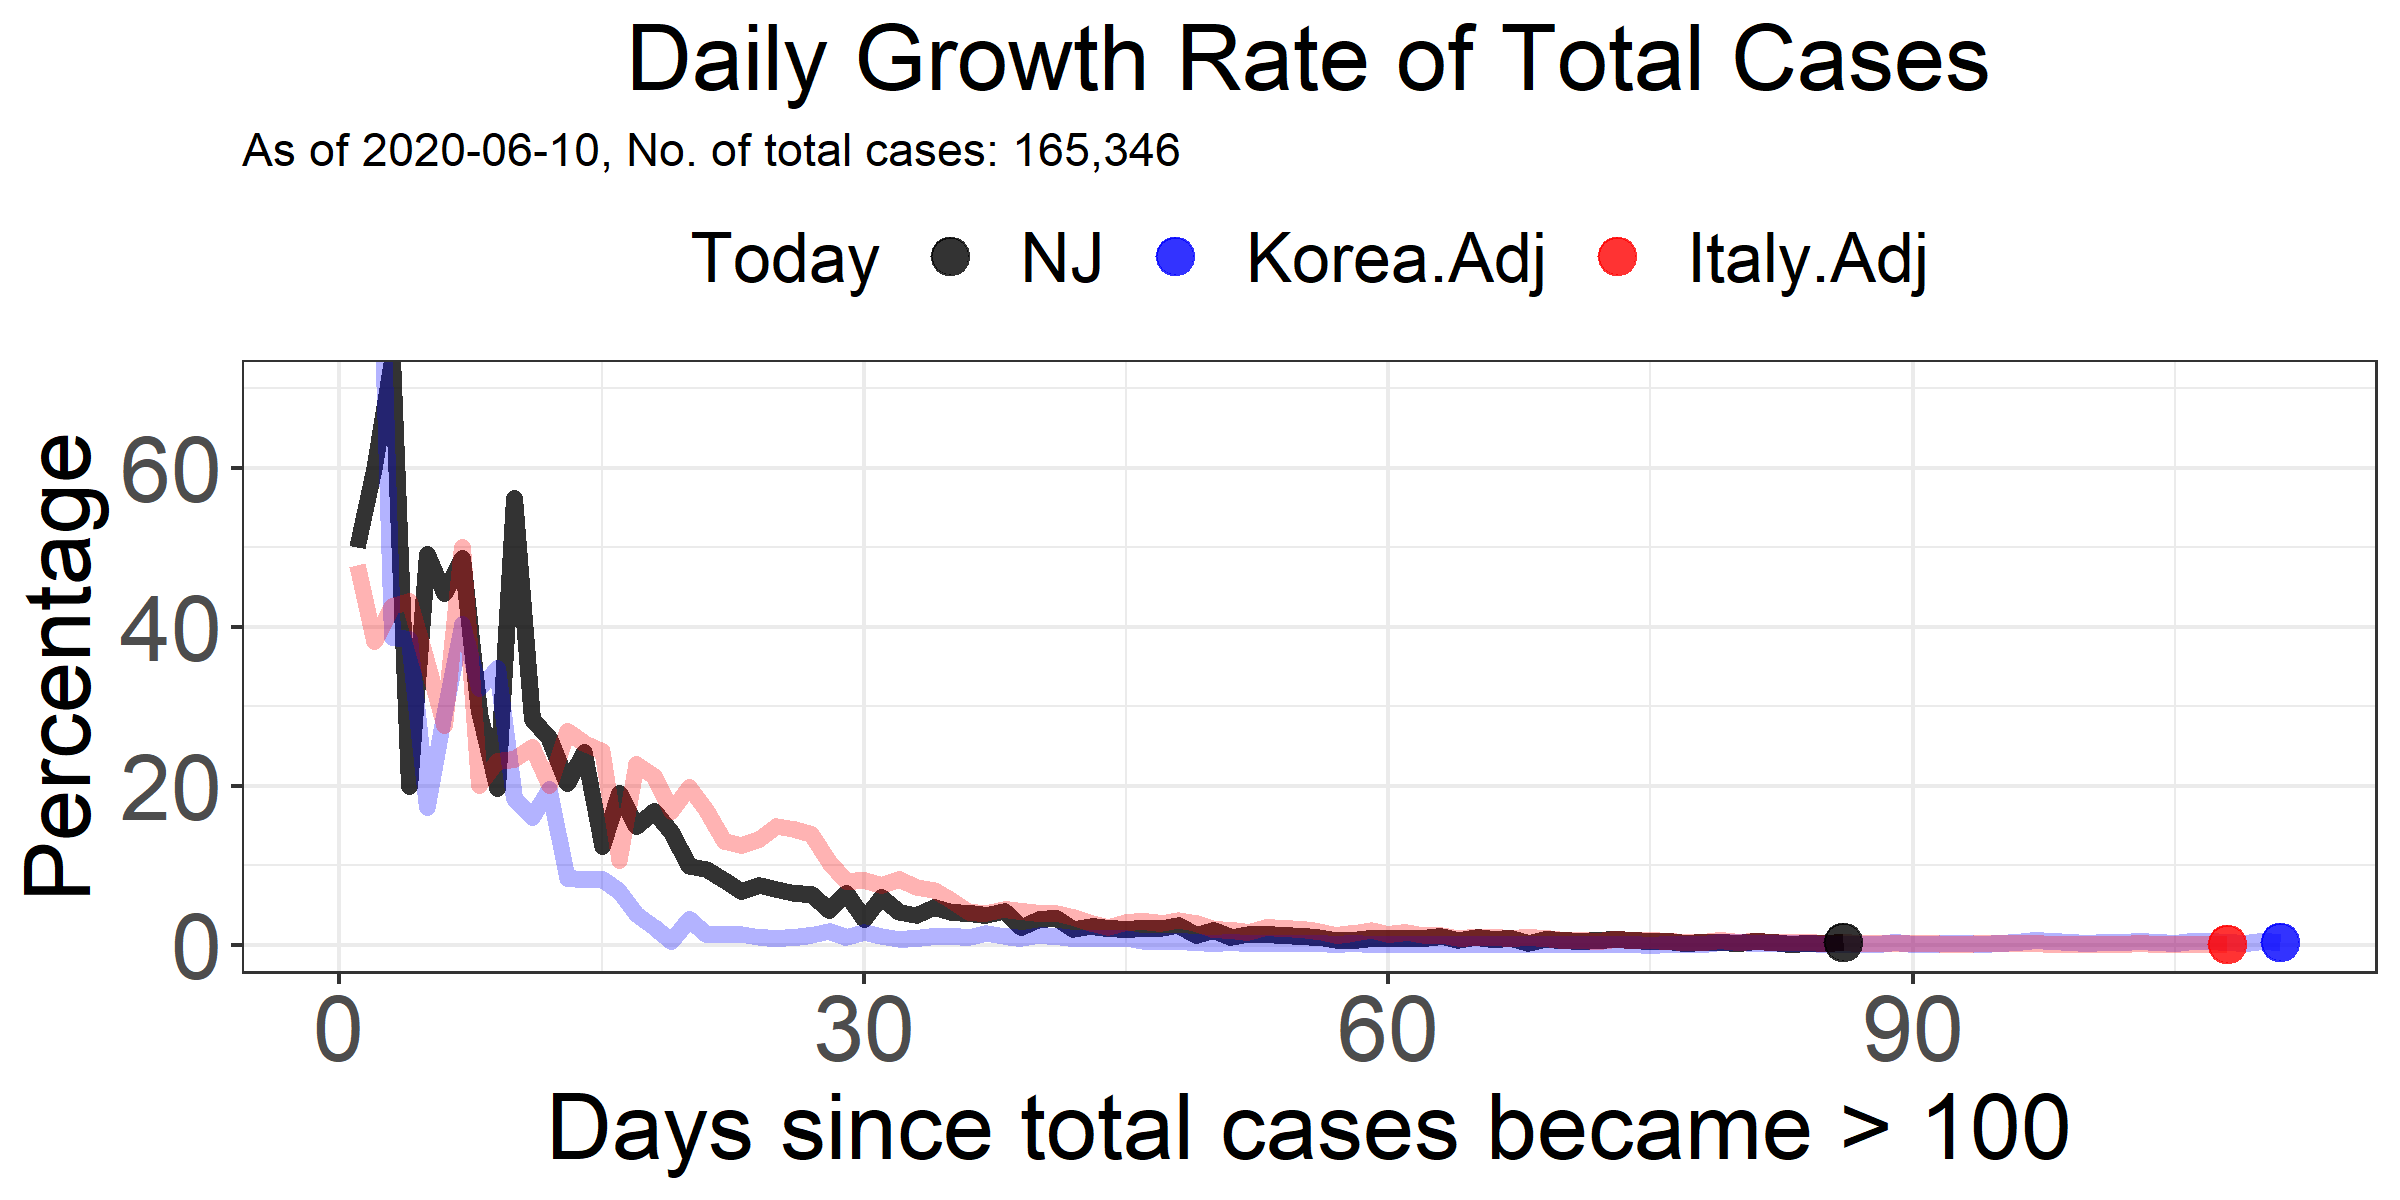 Daily Growth Rate of Total Cases
As of 2020-06-10, No. of total cases: 165,346
Today NJ Korea.Adj Italy.Adj
Percentage
60
40
20
0
0 30 60 90
Days since total cases became > 100